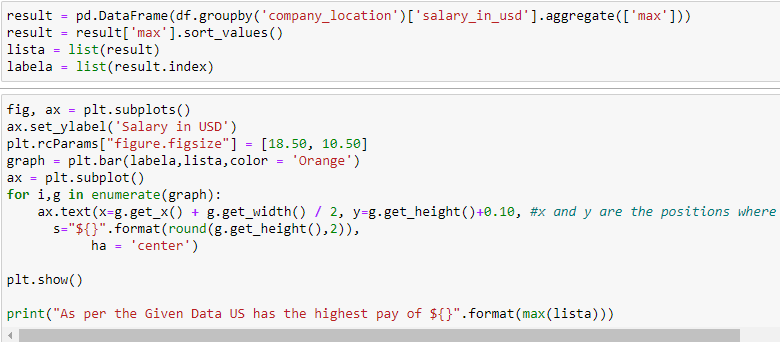 result = pd.DataFrame(df.groupby('company_location')['salary_in_usd'].aggregate(['max']))
result = result['max'].sort_values()
lista = list(result)
labela = list(result.index)
fig, ax = plt.subplots()
ax.set_ylabel('Salary in USD')
plt.rcParams["figure.figsize"] = [18.50, 10.50]
graph = plt.bar(labela,lista,color = 'Orange')
ax = plt.subplot()
for i,g in enumerate(graph):
    ax.text(x=g.get_x() + g.get_width() / 2, y=g.get_height()+0.10, #x and y are the positions where
      s="${}".format(round(g.get_height(),2)),
           ha = 'center')
plt.show()
print("As per the Given Data US has the highest pay of ${}".format(max(lista)))